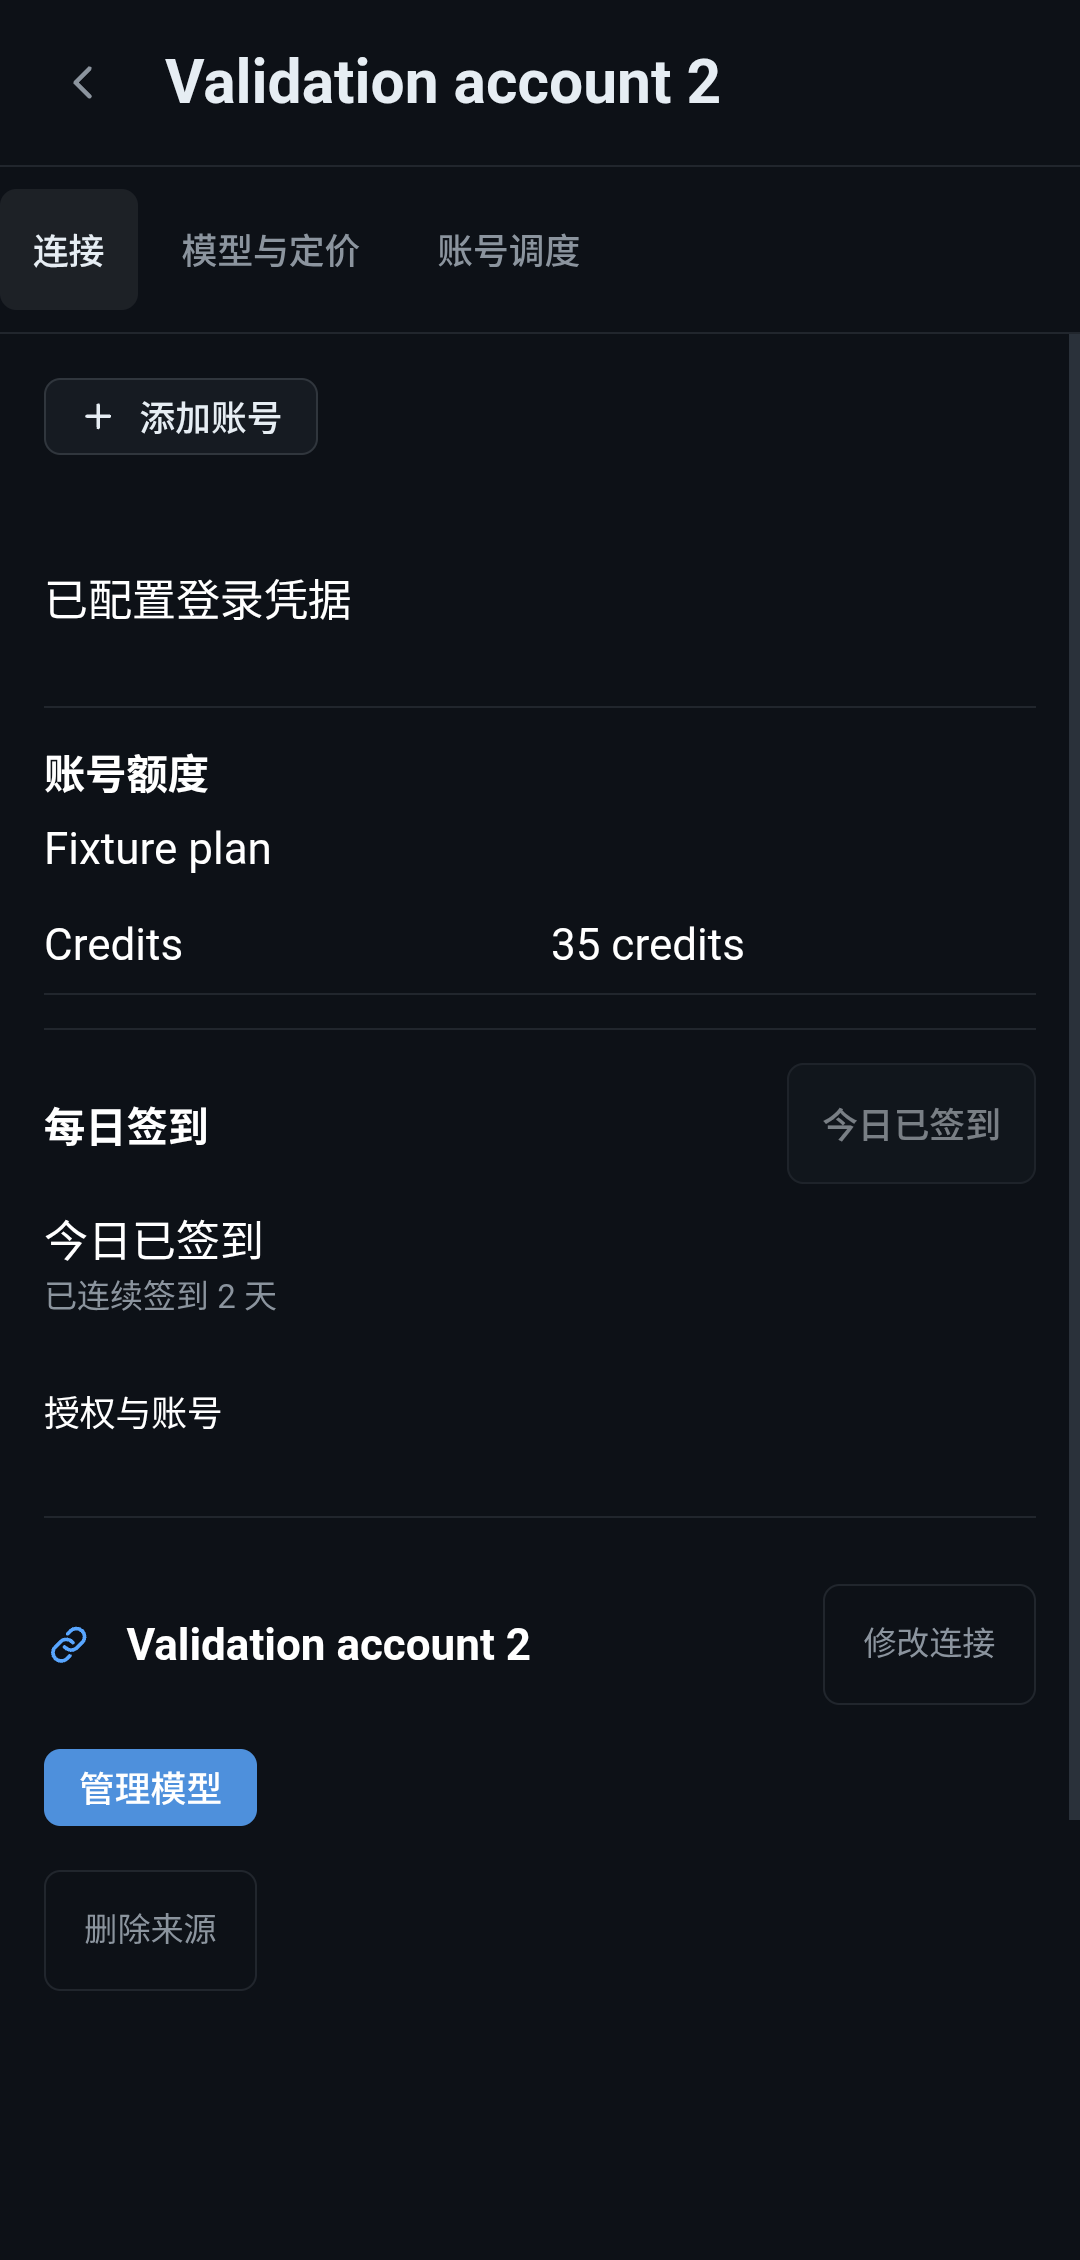 Validation account 2
连接 模型与定价 账号调度
添加账号
已配置登录凭据
账号额度
Fixture plan
Credits 35 credits
每日签到 今日已签到
今日已签到
已连续签到 2 天
授权与账号
Validation account 2 修改连接
管理模型
删除来源